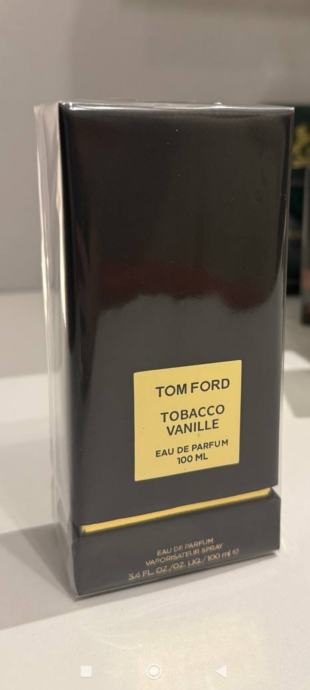 TOM FORD
TOBACCO
VANILLE
EAU DE PARFUM
100 ML
EAU DE PARFUM
VAPORISATEUR SPRAY
3.4 FL. OZ./OZ. LIQ./100 ml ℮